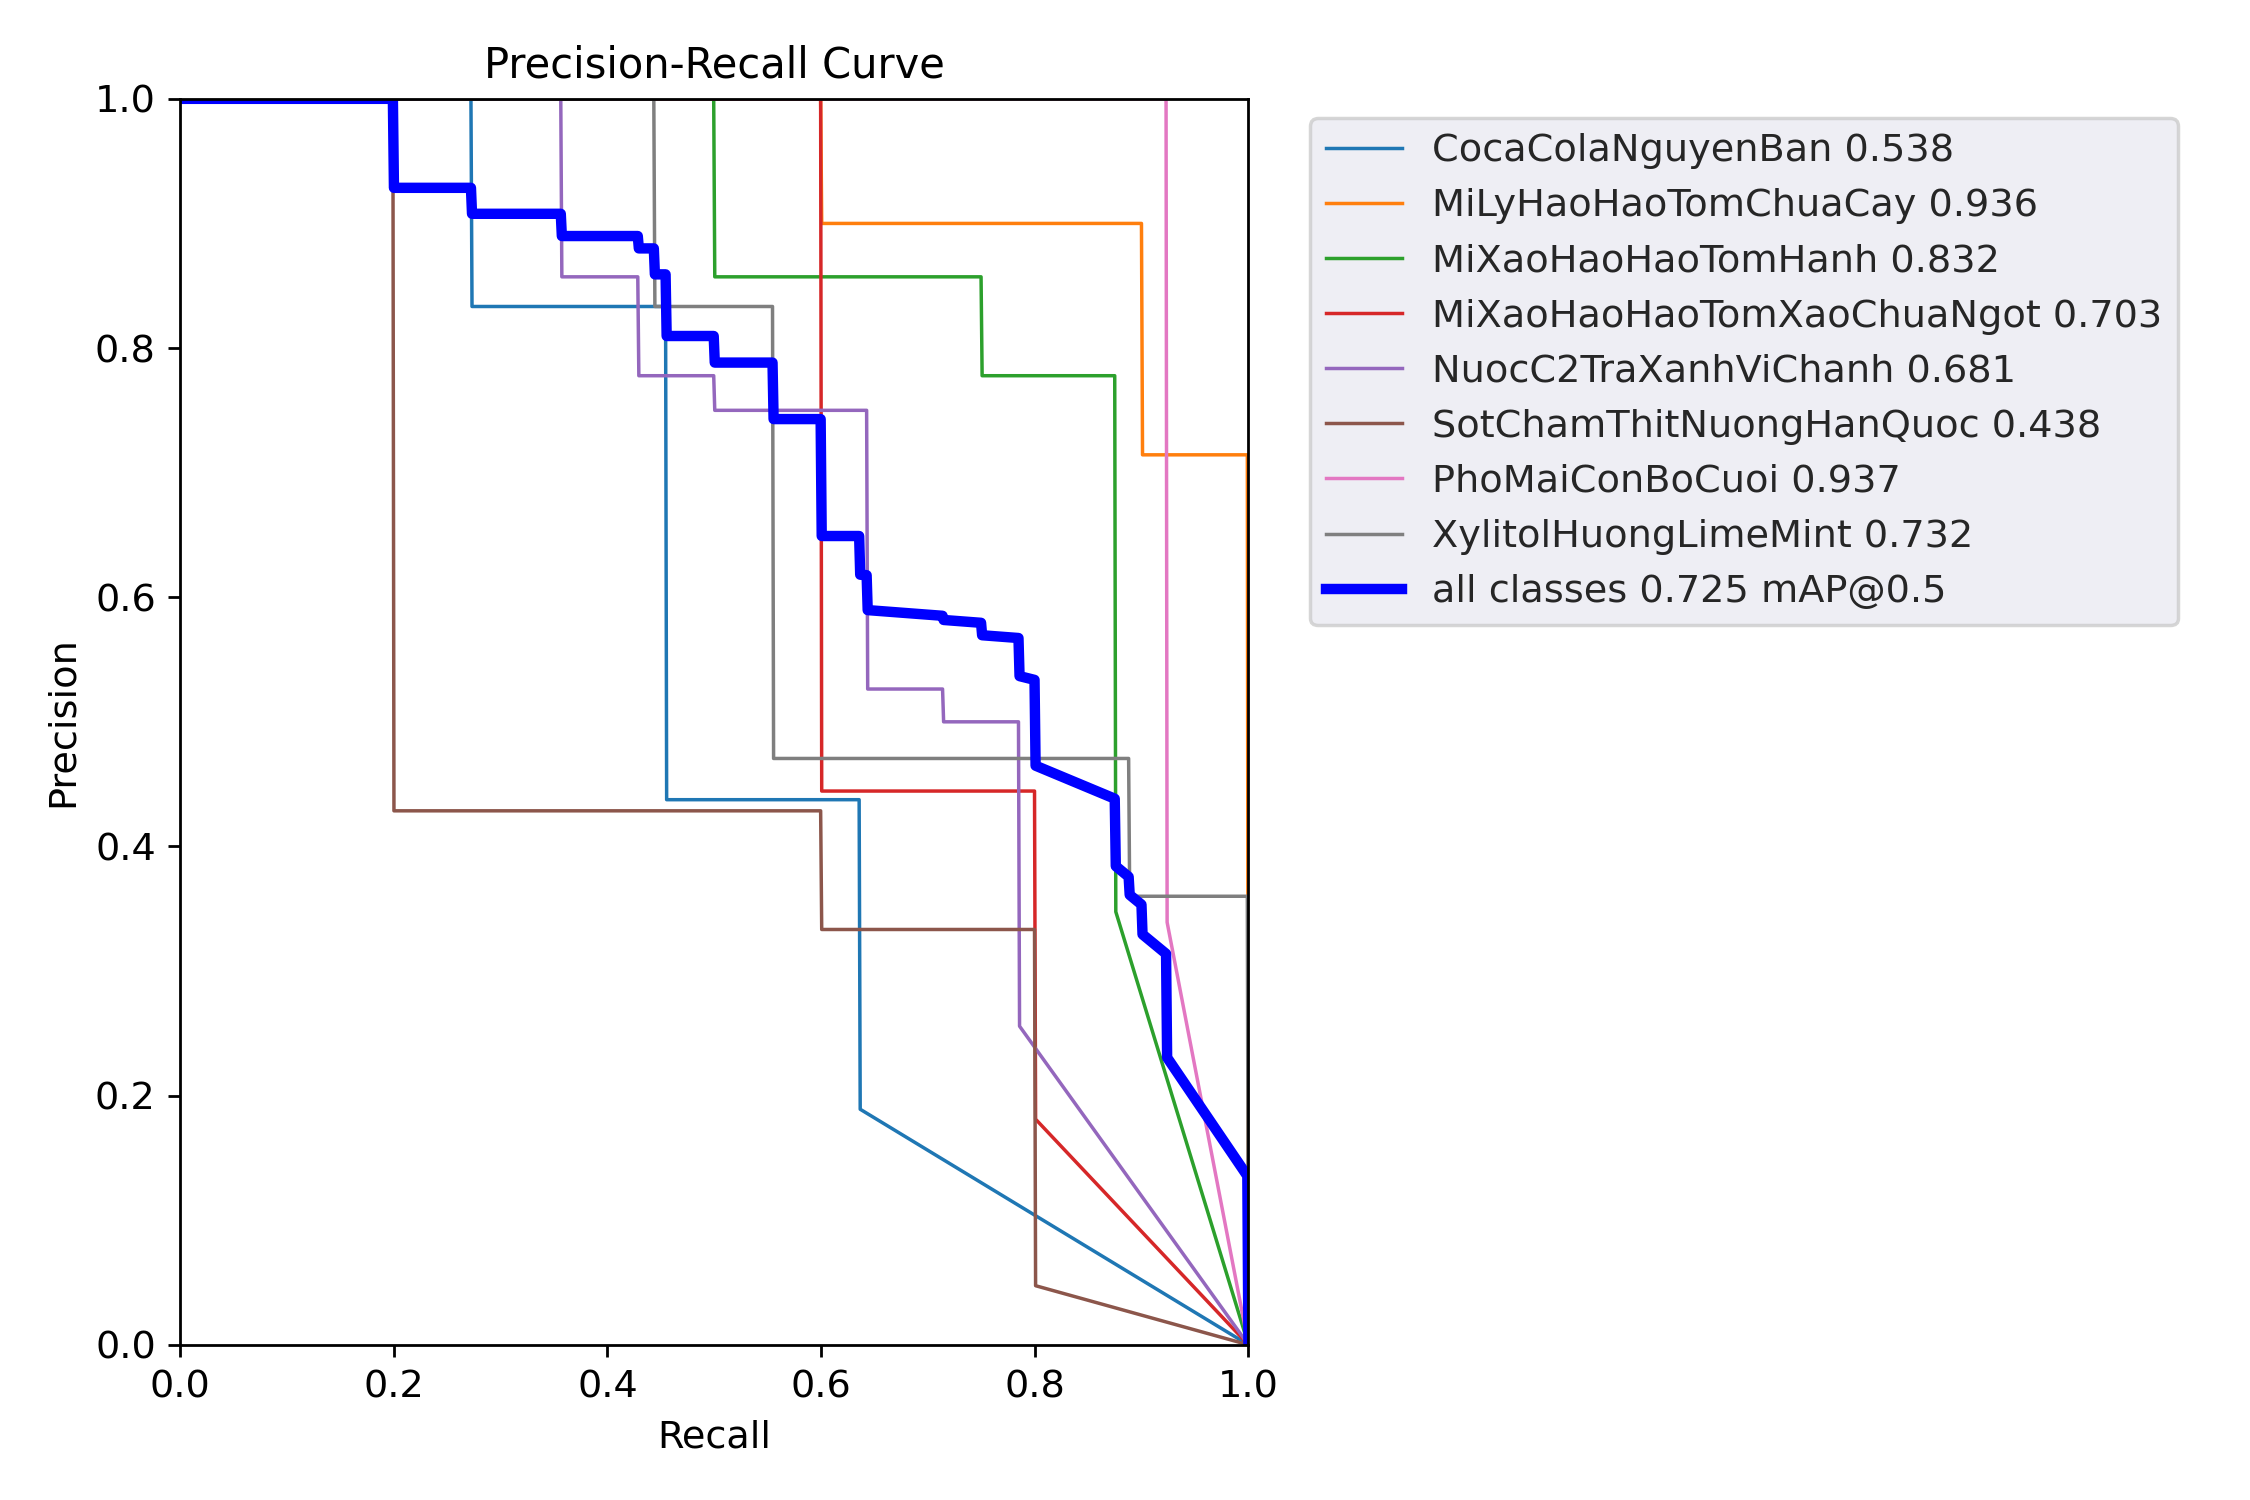 Precision-Recall Curve
1.0
0.8
0.6
0.4
0.2
0.0
Precision
0.0 0.2 0.4 0.6 0.8 1.0
Recall
CocaColaNguyenBan 0.538
MiLyHaoHaoTomChuaCay 0.936
MiXaoHaoHaoTomHanh 0.832
MiXaoHaoHaoTomXaoChuaNgot 0.703
NuocC2TraXanhViChanh 0.681
SotChamThitNuongHanQuoc 0.438
PhoMaiConBoCuoi 0.937
XylitolHuongLimeMint 0.732
all classes 0.725 mAP@0.5